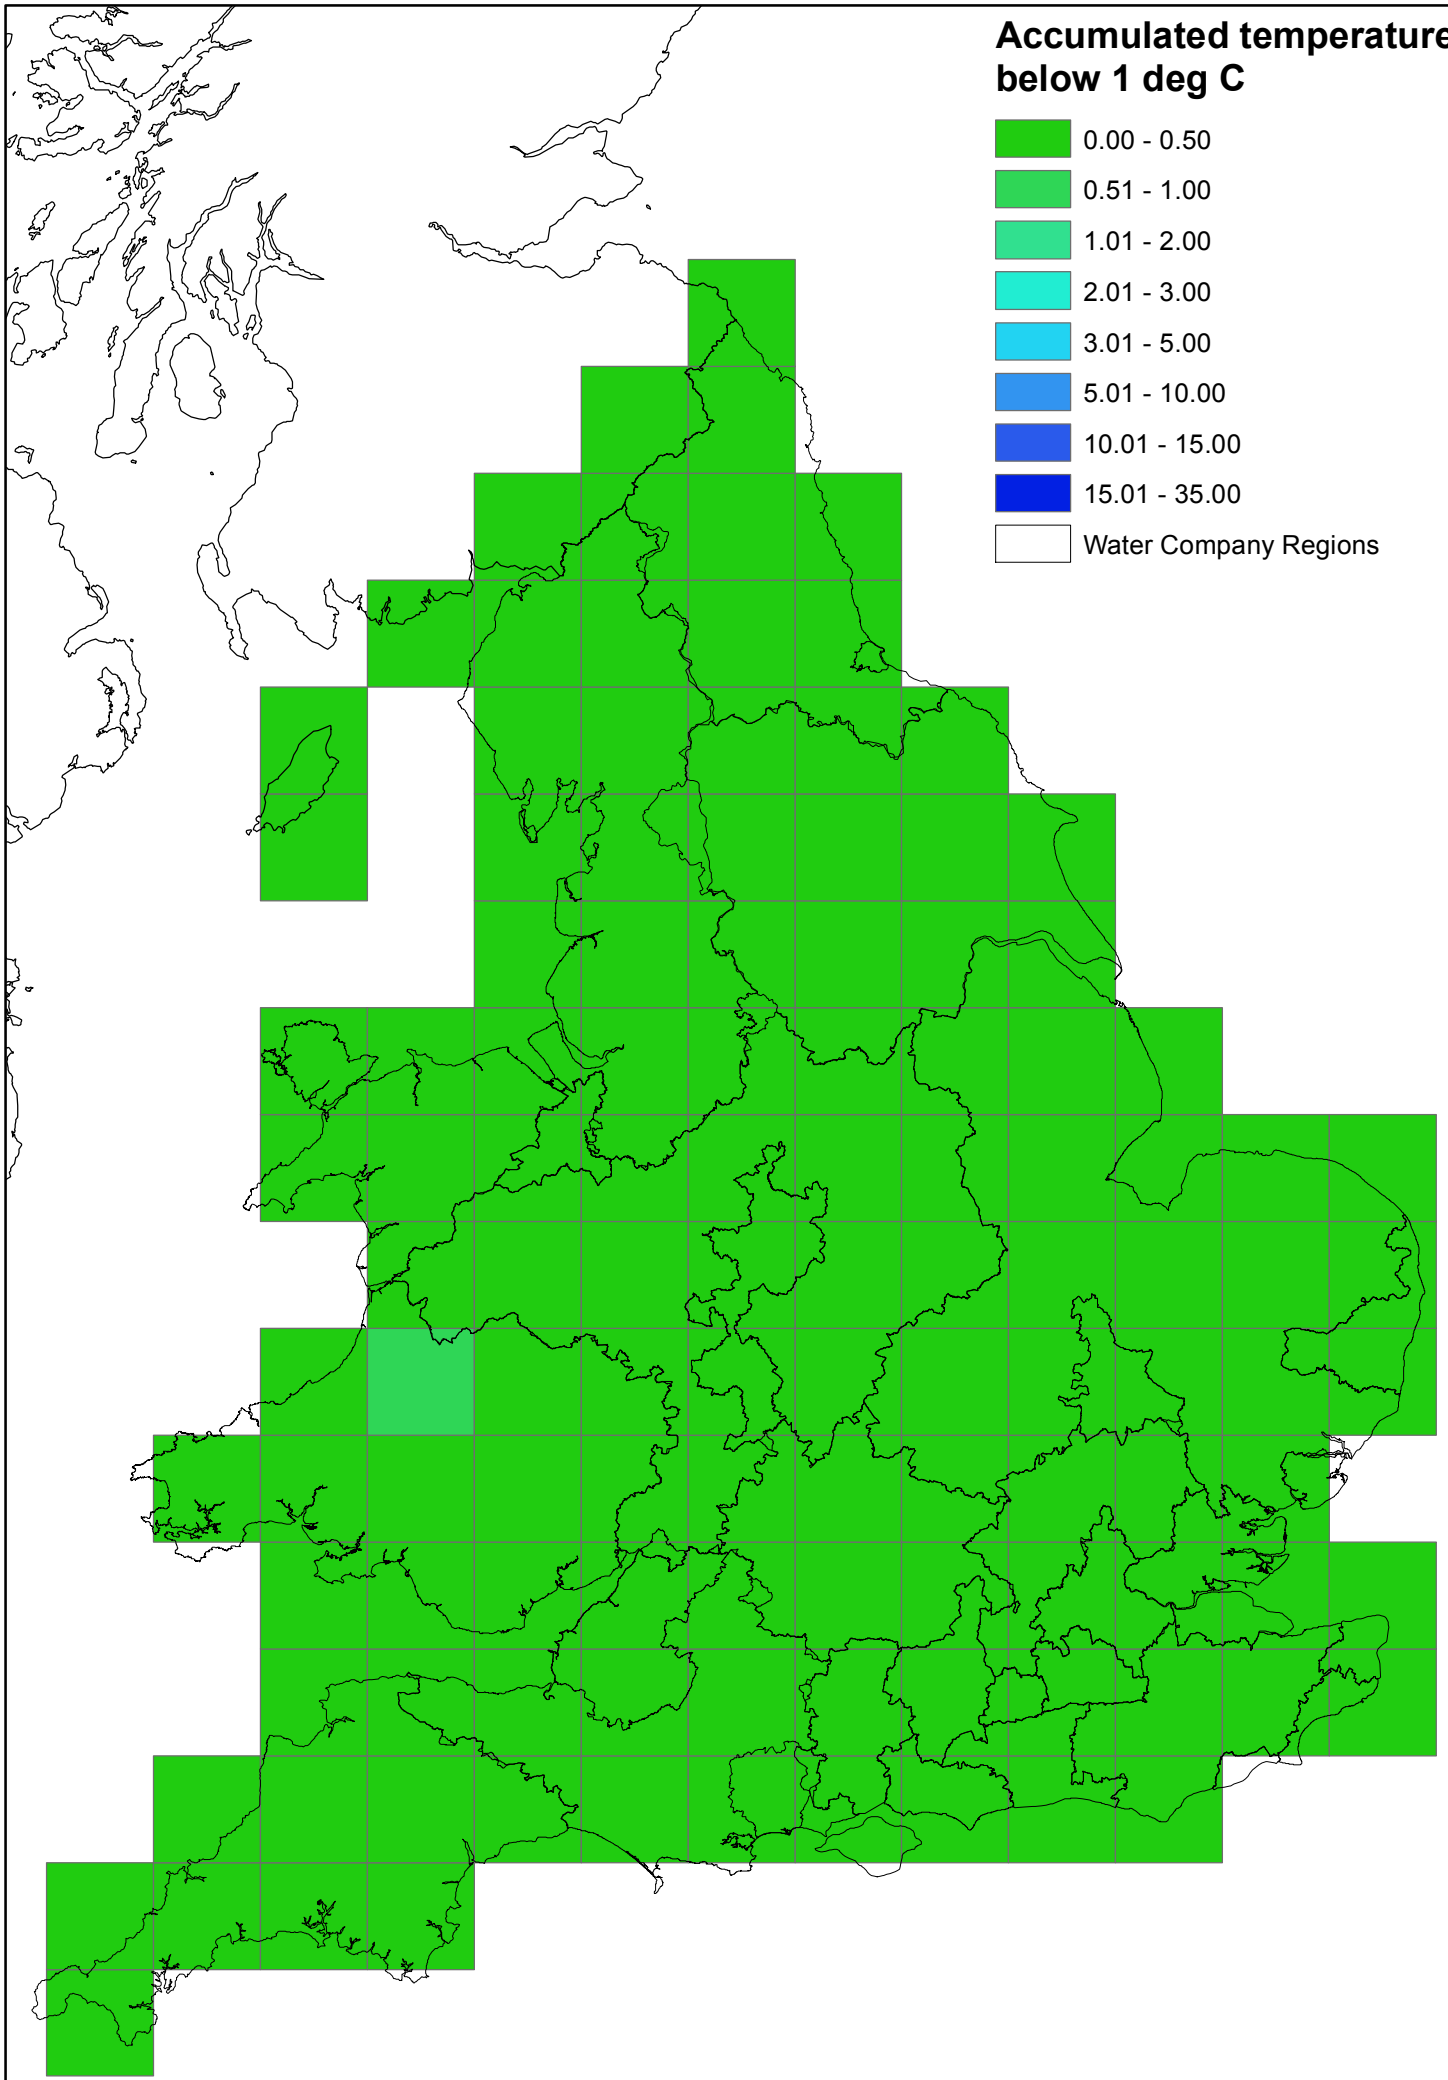 Accumulated temperature
below 1 deg C
0.00 - 0.50
0.51 - 1.00
1.01 - 2.00
2.01 - 3.00
3.01 - 5.00
5.01 - 10.00
10.01 - 15.00
15.01 - 35.00
Water Company Regions